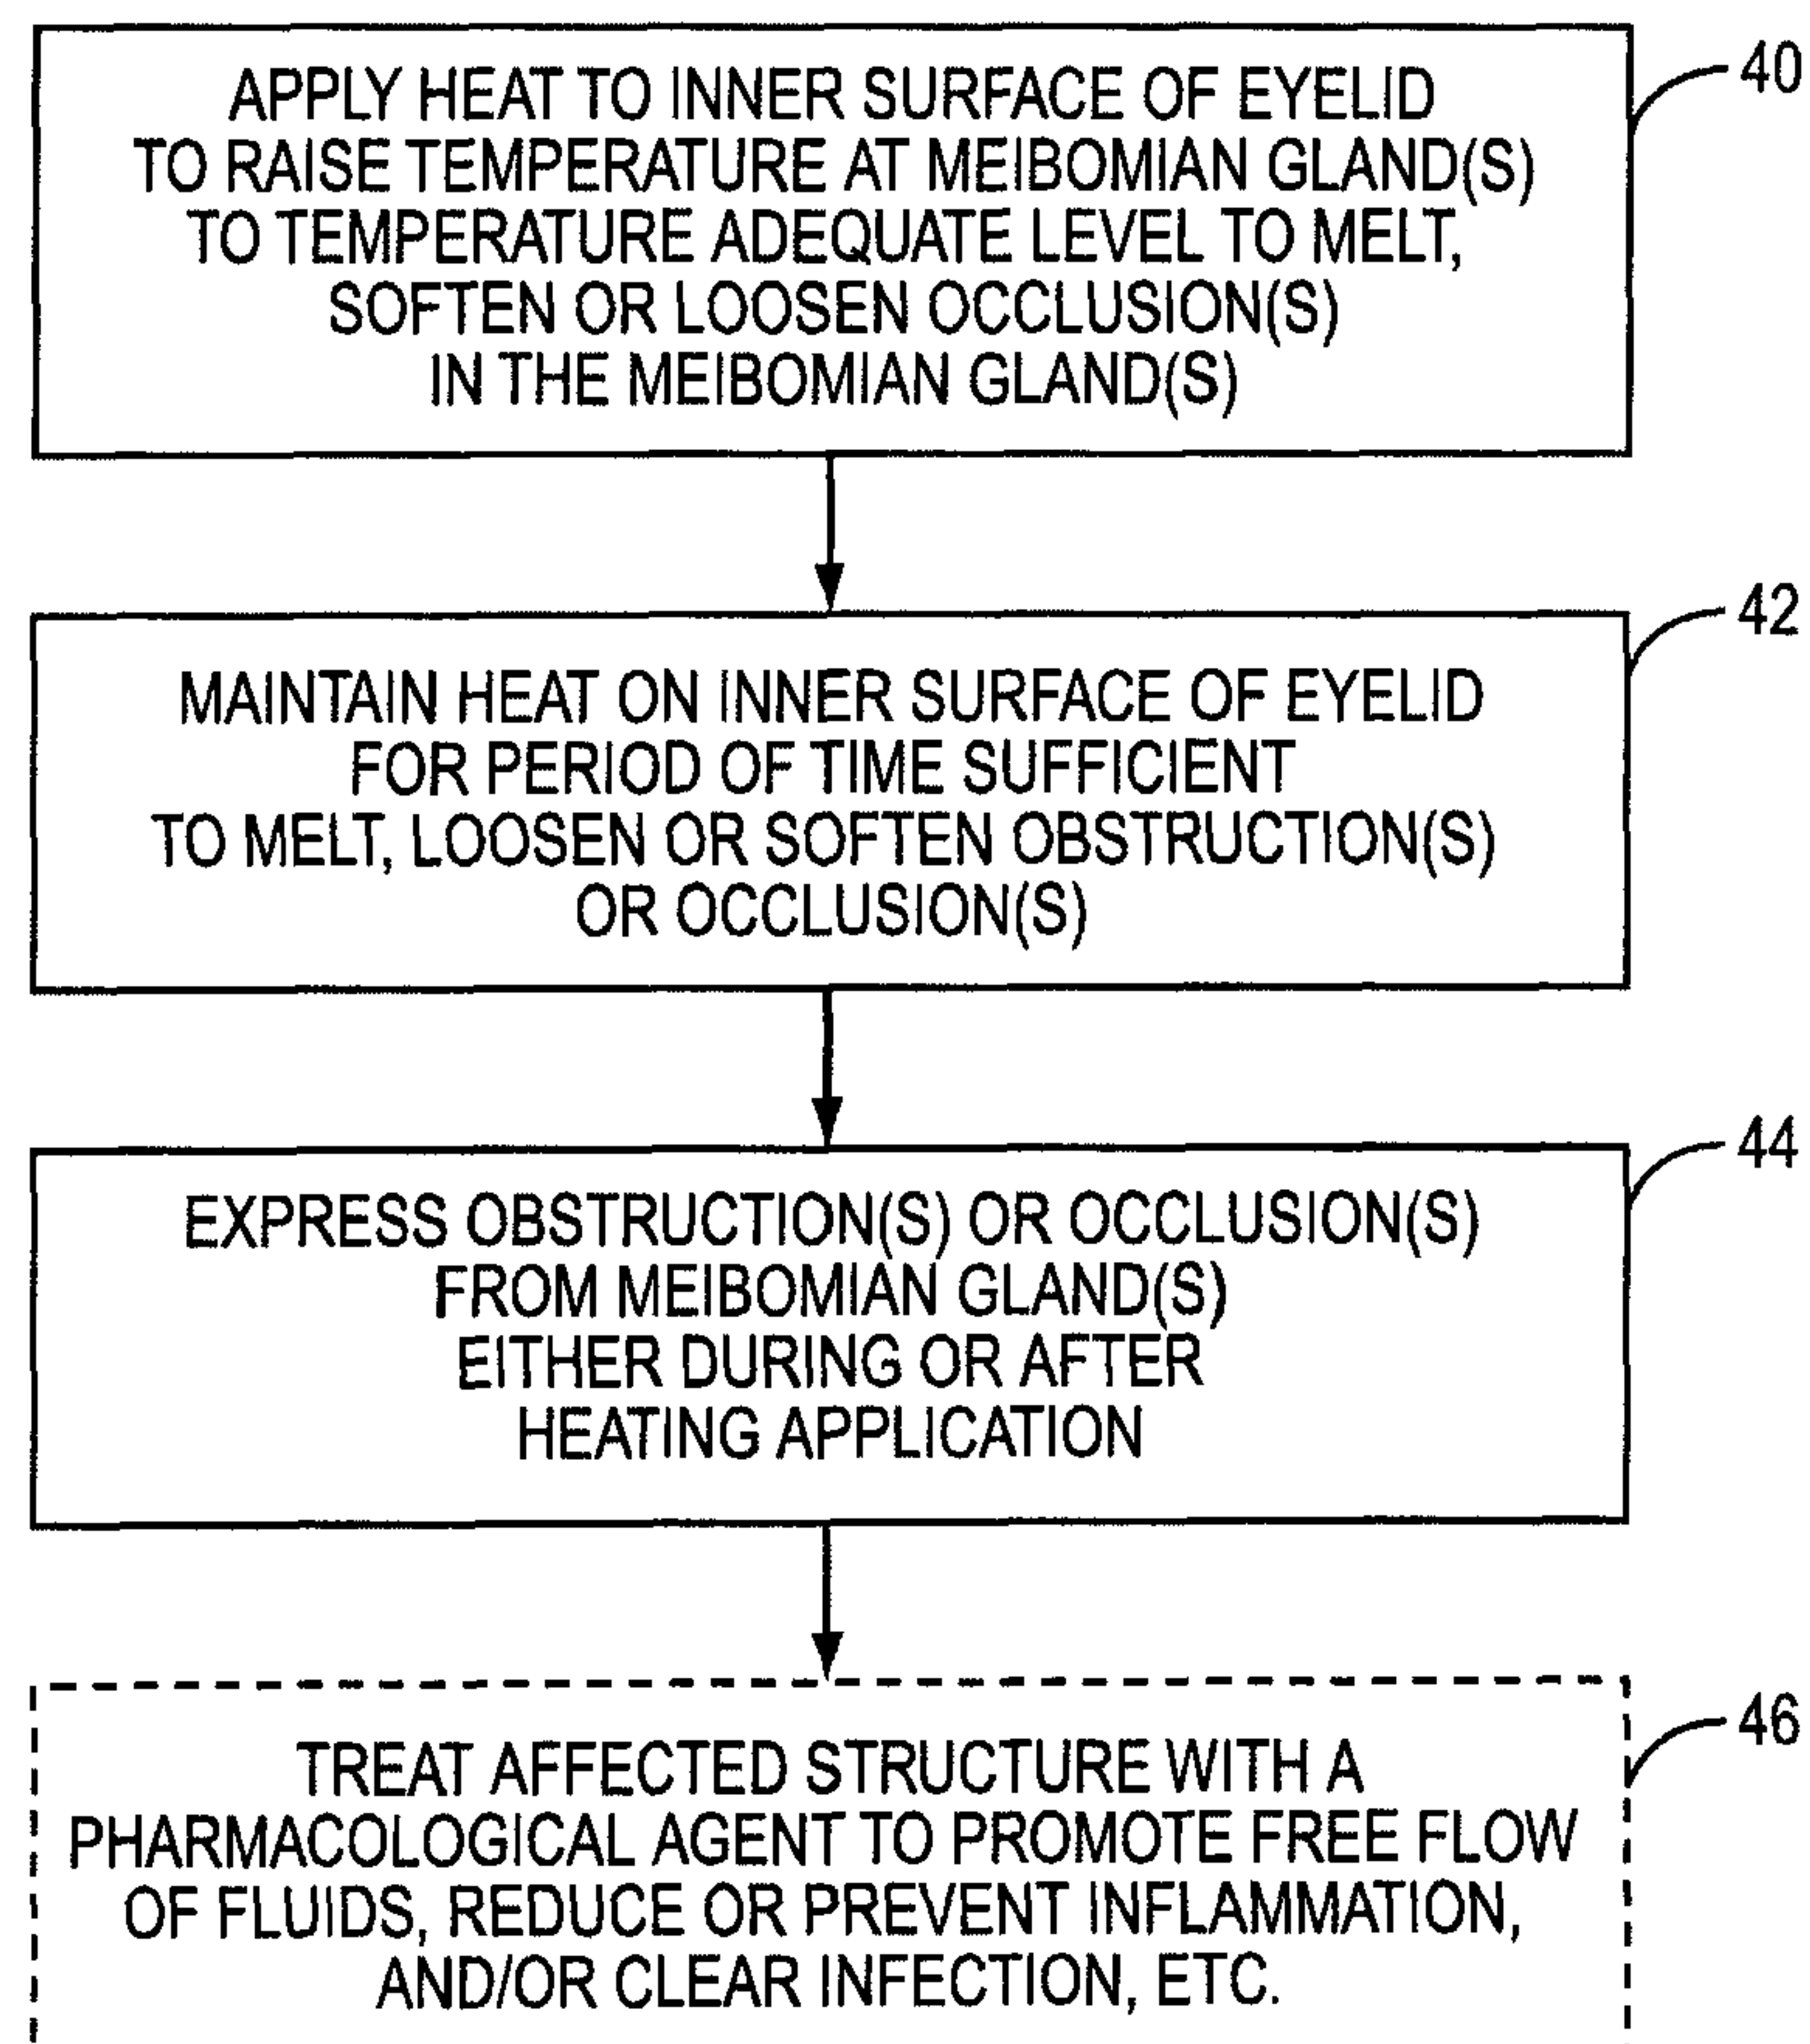 APPLY HEAT TO INNER SURFACE OF EYELID
TO RAISE TEMPERATURE AT MEIBOMIAN GLAND(S)
TO TEMPERATURE ADEQUATE LEVEL TO MELT,
SOFTEN OR LOOSEN OCCLUSION(S)
IN THE MEIBOMIAN GLAND(S)
40
MAINTAIN HEAT ON INNER SURFACE OF EYELID
FOR PERIOD OF TIME SUFFICIENT
TO MELT, LOOSEN OR SOFTEN OBSTRUCTION(S)
OR OCCLUSION(S)
42
EXPRESS OBSTRUCTION(S) OR OCCLUSION(S)
FROM MEIBOMIAN GLAND(S)
EITHER DURING OR AFTER
HEATING APPLICATION
44
TREAT AFFECTED STRUCTURE WITH A
PHARMACOLOGICAL AGENT TO PROMOTE FREE FLOW
OF FLUIDS, REDUCE OR PREVENT INFLAMMATION,
AND/OR CLEAR INFECTION, ETC.
46